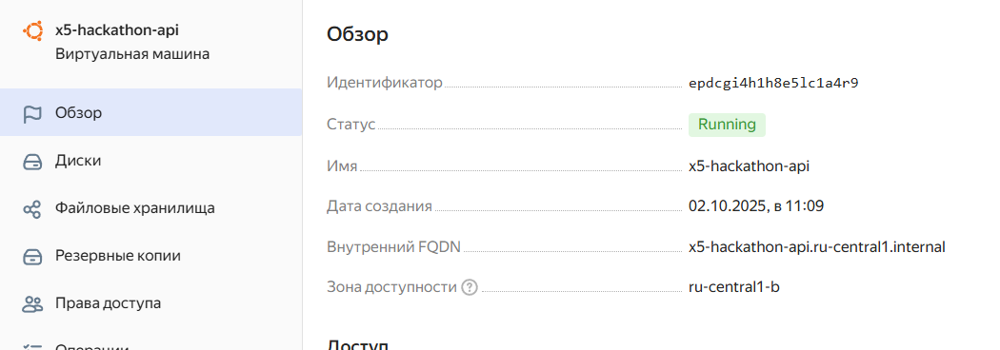 x5-hackathon-api
Виртуальная машина
Обзор
Диски
Файловые хранилища
Резервные копии
Права доступа
Операции
Обзор
Идентификатор epdcgi4h1h8e5lc1a4r9
Статус Running
Имя x5-hackathon-api
Дата создания 02.10.2025, в 11:09
Внутренний FQDN x5-hackathon-api.ru-central1.internal
Зона доступности ? ru-central1-b
Доступ